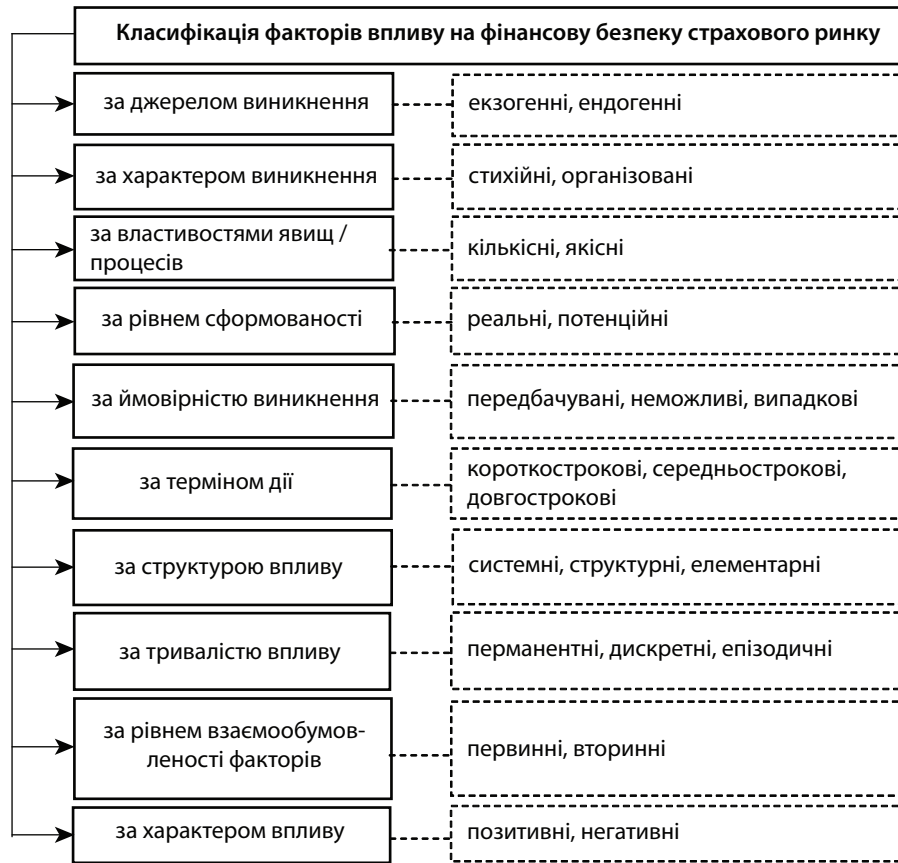 Класифікація факторів впливу на фінансову безпеку страхового ринку
за джерелом виникнення
екзогенні, ендогенні
за характером виникнення
стихійні, організовані
за властивостями явищ /
процесів
кількісні, якісні
за рівнем сформованості
реальні, потенційні
за ймовірністю виникнення
передбачувані, неможливі, випадкові
за терміном дії
короткострокові, середньострокові,
довгострокові
за структурою впливу
системні, структурні, елементарні
за тривалістю впливу
перманентні, дискретні, епізодичні
за рівнем взаємообумов-
леності факторів
первинні, вторинні
за характером впливу
позитивні, негативні